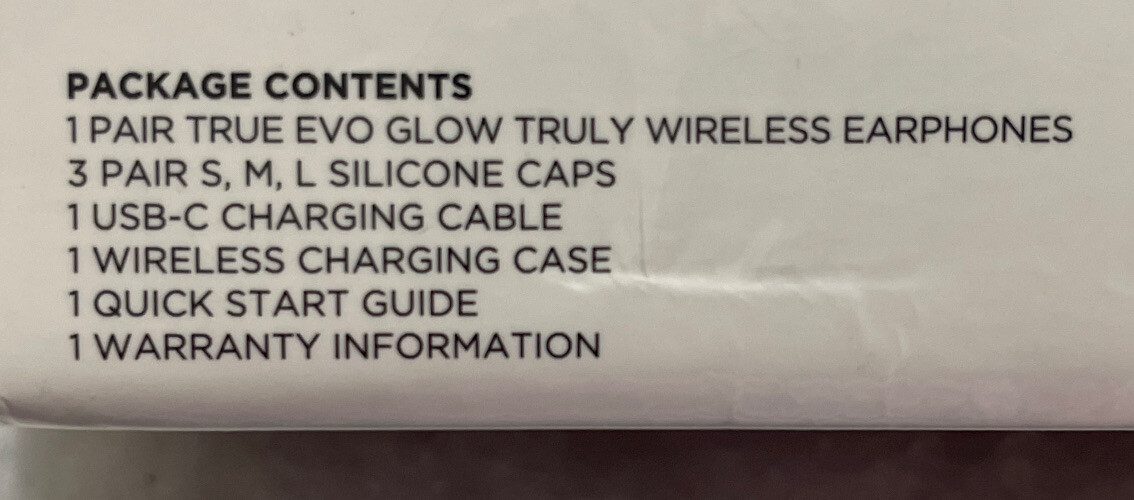 PACKAGE CONTENTS
1 PAIR TRUE EVO GLOW TRULY WIRELESS EARPHONES
3 PAIR S, M, L SILICONE CAPS
1 USB-C CHARGING CABLE
1 WIRELESS CHARGING CASE
1 QUICK START GUIDE
1 WARRANTY INFORMATION